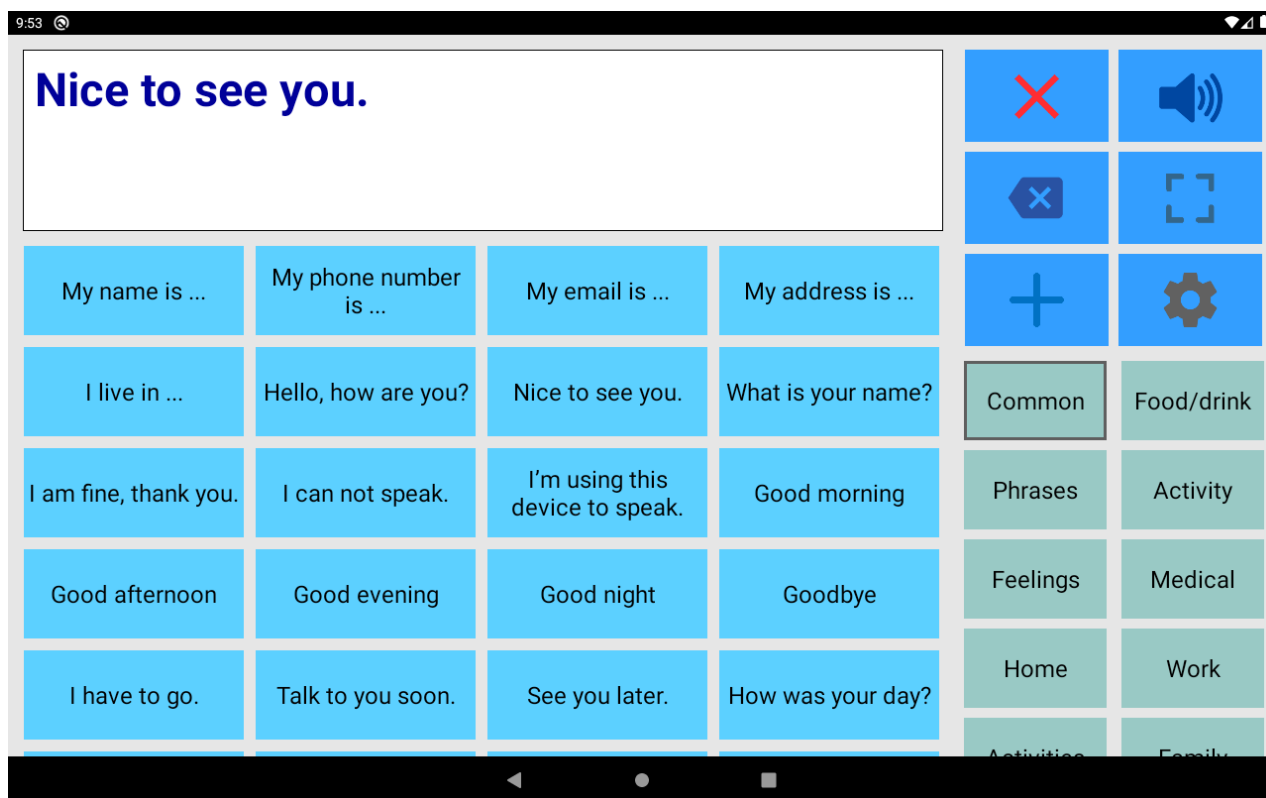 9:53
Nice to see you.
My name is ...
My phone number
is ...
My email is ...
My address is ...
I live in ...
Hello, how are you?
Nice to see you.
What is your name?
I am fine, thank you.
I can not speak.
I’m using this
device to speak.
Good morning
Good afternoon
Good evening
Good night
Goodbye
I have to go.
Talk to you soon.
See you later.
How was your day?
Common
Food/drink
Phrases
Activity
Feelings
Medical
Home
Work
Activities
Family